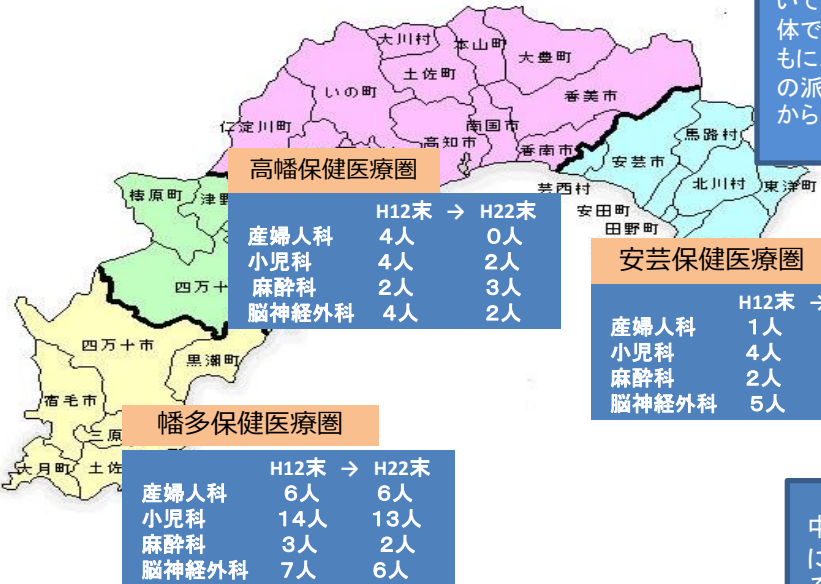 いて
体で
もに
の派
から
大川村
本山町
大豊町
土佐町
いの町
香美市
仁淀川町
南国市
高知市
香南市
馬路村
安芸市
芸西村
北川村
東洋町
安田町
田野町
梼原町
津野
四万十
四万十市
黒潮町
宿毛市
三原
大月町
土佐
高幡保健医療圏
H12末 → H22末
産婦人科 4人 0人
小児科 4人 2人
麻酔科 2人 3人
脳神経外科 4人 2人
安芸保健医療圏
H12末 →
産婦人科 1人
小児科 4人
麻酔科 2人
脳神経外科 5人
幡多保健医療圏
H12末 → H22末
産婦人科 6人 6人
小児科 14人 13人
麻酔科 3人 2人
脳神経外科 7人 6人
中
に